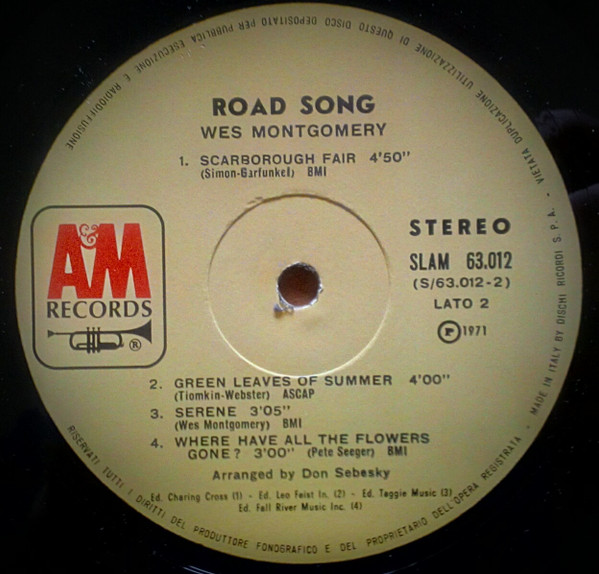 ROAD SONG
WES MONTGOMERY
1. SCARBOROUGH FAIR 4'50"
(Simon-Garfunkel) BMI
A&M
RECORDS
®
STEREO
SLAM 63.012
(S/63.012-2)
LATO 2
Ⓟ 1971
2. GREEN LEAVES OF SUMMER 4'00"
(Tiomkin-Webster) ASCAP
3. SERENE 3'05"
(Wes Montgomery) BMI
4. WHERE HAVE ALL THE FLOWERS
GONE? 3'00" (Pete Seeger) BMI
Arranged by Don Sebesky
Ed. Charing Cross (1) - Ed. Leo Feist In. (2) - Ed. Taggie Music (3)
Ed. Fall River Music Inc. (4)
RISERVATI TUTTI I DIRITTI DEL PRODUTTORE FONOGRAFICO E DEL PROPRIETARIO DELL'OPERA REGISTRATA - MADE IN ITALY BY DISCHI RICORDI S.P.A. - VIETATA DUPLICAZIONE UTILIZZAZIONE DI QUESTO DISCO DEPOSITATO PER PUBBLICA ESECUZIONE E RADIODIFFUSIONE